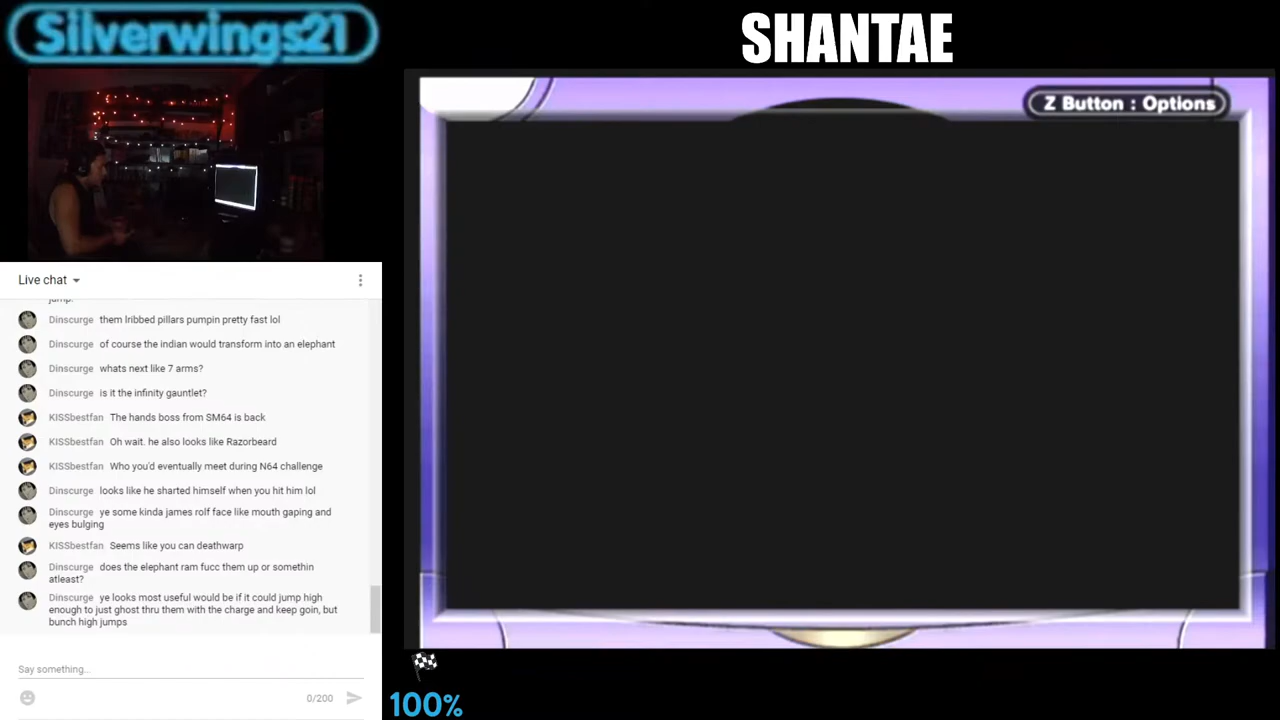 Silverwings21
SHANTAE
Z Button : Options
Live chat
jump.
Dinscurge them lribbed pillars pumpin pretty fast lol
Dinscurge of course the indian would transform into an elephant
Dinscurge whats next like 7 arms?
Dinscurge is it the infinity gauntlet?
KISSbestfan The hands boss from SM64 is back
KISSbestfan Oh wait. he also looks like Razorbeard
KISSbestfan Who you'd eventually meet during N64 challenge
Dinscurge looks like he sharted himself when you hit him lol
Dinscurge ye some kinda james rolf face like mouth gaping and
eyes bulging
KISSbestfan Seems like you can deathwarp
Dinscurge does the elephant ram fucc them up or somethin
atleast?
Dinscurge ye looks most useful would be if it could jump high
enough to just ghost thru them with the charge and keep goin, but
bunch high jumps
Say something...
0/200
100%